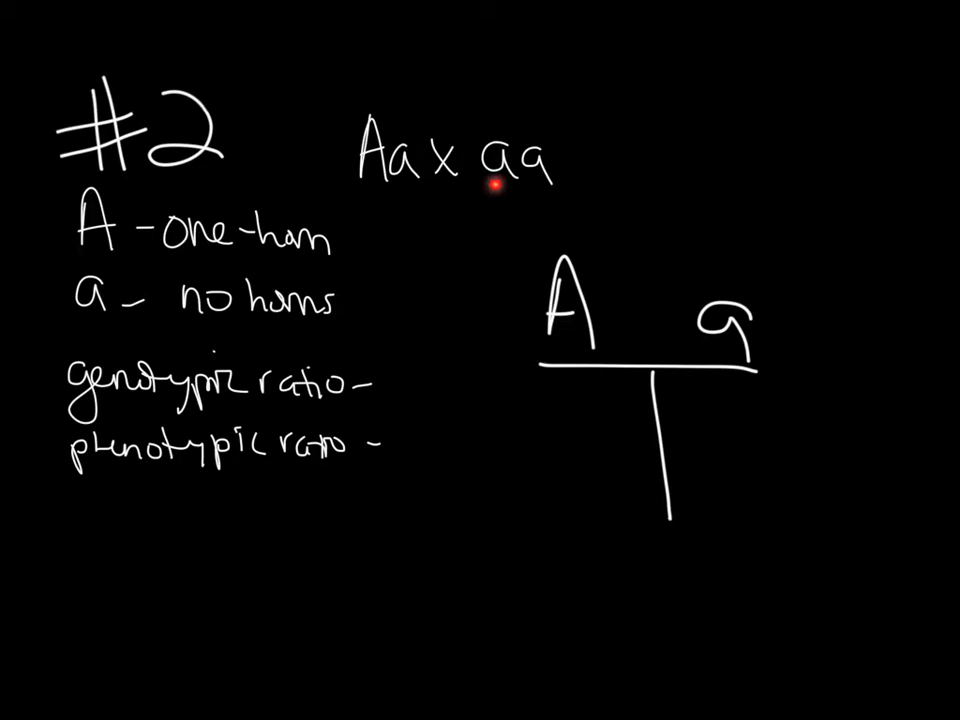 #2
Aa x aa
A - one-horn
a - no horns
genotypic ratio -
phenotypic ratio -
A a